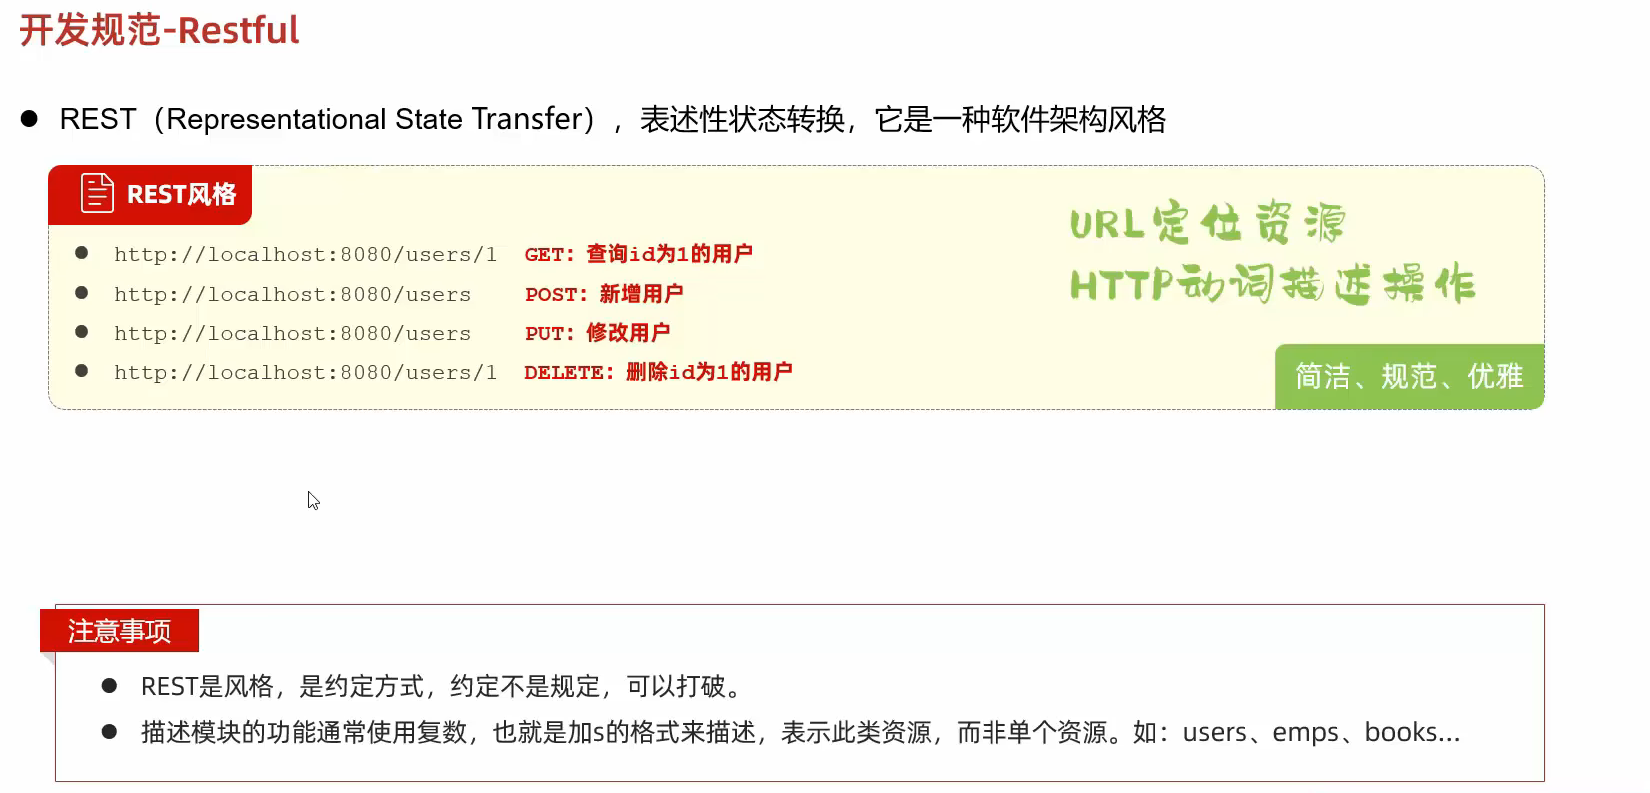 开发规范-Restful
REST（Representational State Transfer），表述性状态转换，它是一种软件架构风格
REST风格
http://localhost:8080/users/1 GET：查询id为1的用户
http://localhost:8080/users POST：新增用户
http://localhost:8080/users PUT：修改用户
http://localhost:8080/users/1 DELETE：删除id为1的用户
URL定位资源
HTTP动词描述操作
简洁、规范、优雅
注意事项
REST是风格，是约定方式，约定不是规定，可以打破。
描述模块的功能通常使用复数，也就是加s的格式来描述，表示此类资源，而非单个资源。如：users、emps、books...